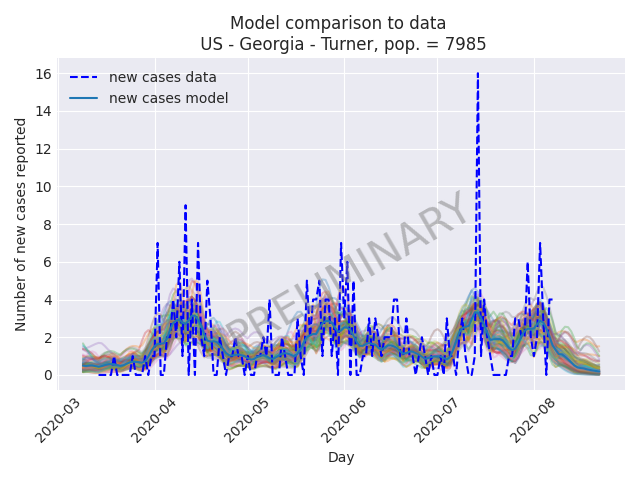 Model comparison to data
US - Georgia - Turner, pop. = 7985
new cases data
new cases model
PRELIMINARY
Number of new cases reported
16
14
12
10
8
6
4
2
0
2020-03
2020-04
2020-05
2020-06
2020-07
2020-08
Day